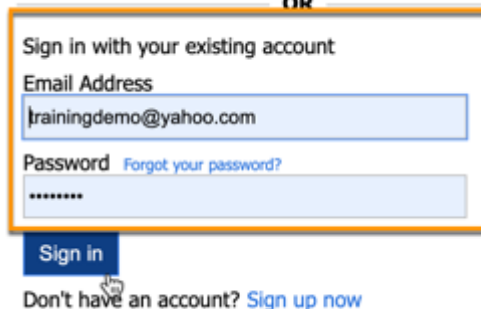 OR
Sign in with your existing account
Email Address
trainingdemo@yahoo.com
Password Forgot your password?
••••••••
Sign in
Don't have an account? Sign up now